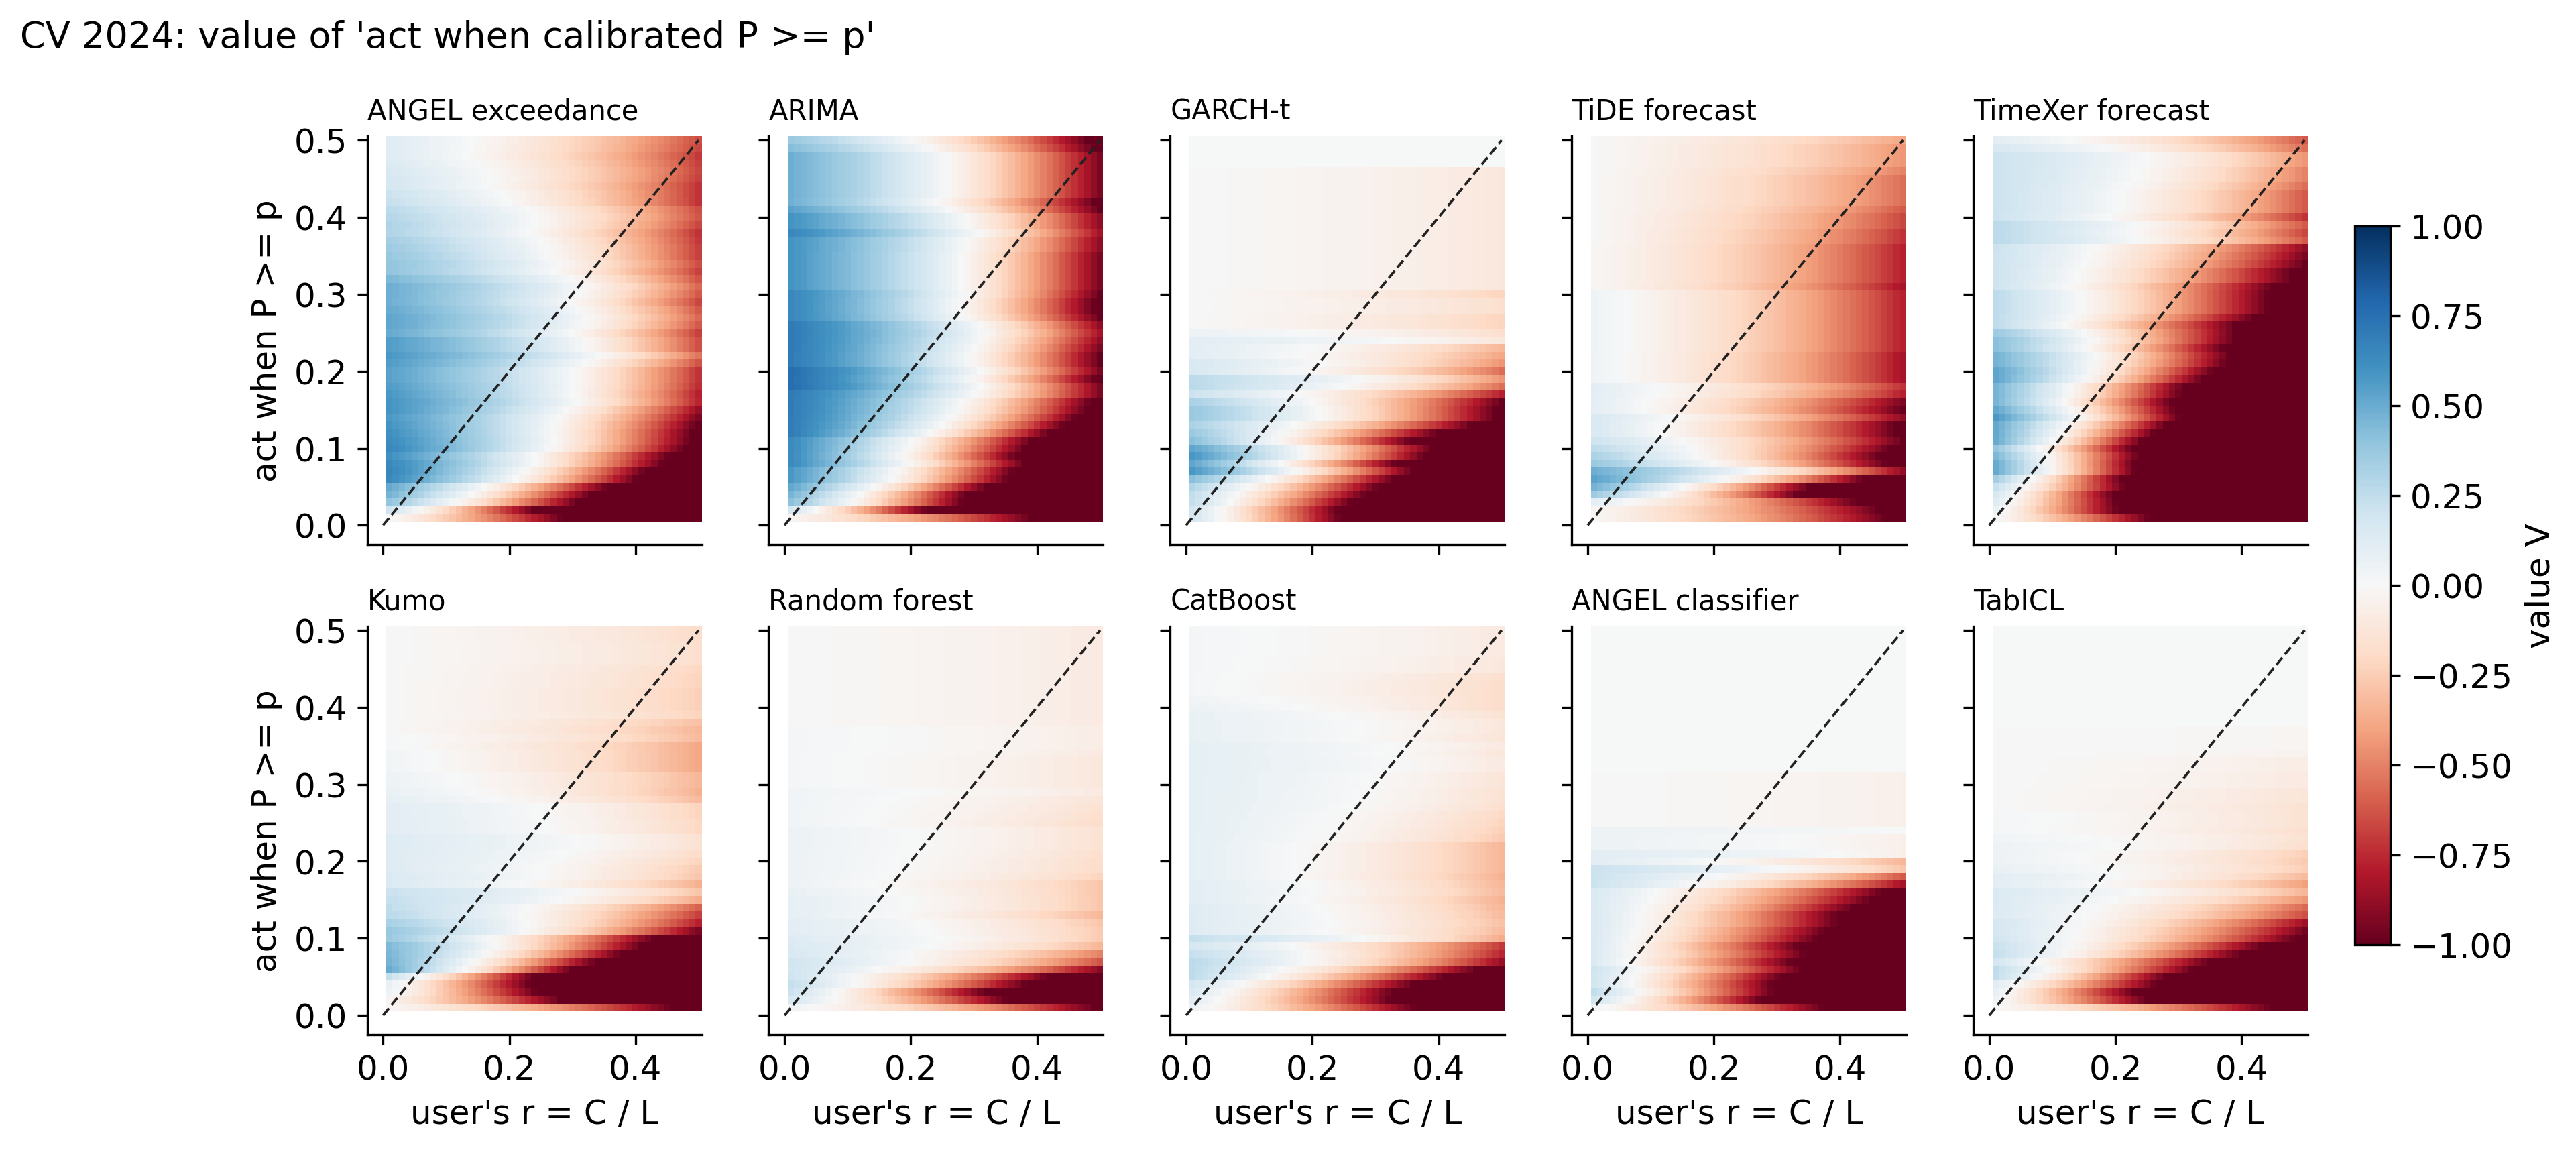 CV 2024: value of 'act when calibrated P >= p'
ANGEL exceedance
ARIMA
GARCH-t
TiDE forecast
TimeXer forecast
act when P >= p
0.5
0.4
0.3
0.2
0.1
0.0
Kumo
Random forest
CatBoost
ANGEL classifier
TabICL
act when P >= p
0.5
0.4
0.3
0.2
0.1
0.0
0.0 0.2 0.4
0.0 0.2 0.4
0.0 0.2 0.4
0.0 0.2 0.4
0.0 0.2 0.4
user's r = C / L
user's r = C / L
user's r = C / L
user's r = C / L
user's r = C / L
1.00
0.75
0.50
0.25
0.00
−0.25
−0.50
−0.75
−1.00
value V